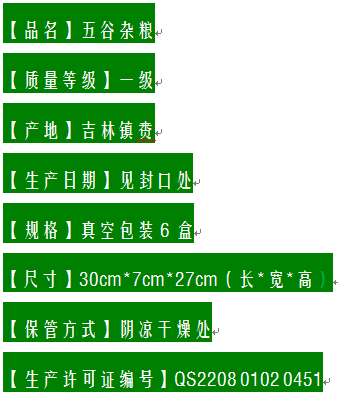 【品名】五谷杂粮
【质量等级】一级
【产地】吉林镇赉
【生产日期】见封口处
【规格】真空包装6盒
【尺寸】30cm*7cm*27cm（长*宽*高）
【保管方式】阴凉干燥处
【生产许可证编号】QS2208 0102 0451